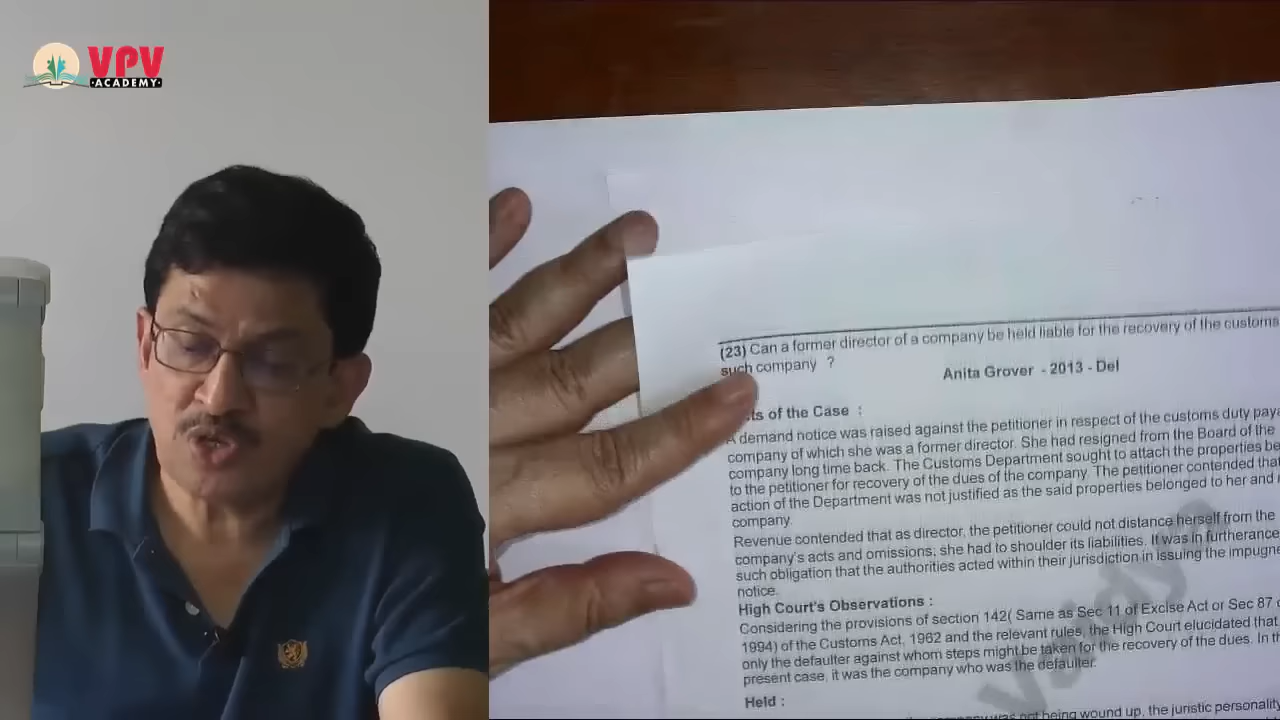 VPV
ACADEMY
(23) Can a former director of a company be held liable for the recovery of the customs
such company ?
Anita Grover - 2013 - Del
ts of the Case :
A demand notice was raised against the petitioner in respect of the customs duty pay
company of which she was a former director. She had resigned from the Board of the
company long time back. The Customs Department sought to attach the properties be
to the petitioner for recovery of the dues of the company. The petitioner contended that
action of the Department was not justified as the said properties belonged to her and
company.
Revenue contended that as director, the petitioner could not distance herself from the
company's acts and omissions; she had to shoulder its liabilities. It was in furtherance
such obligation that the authorities acted within their jurisdiction in issuing the impugne
notice.
High Court's Observations :
Considering the provisions of section 142( Same as Sec 11 of Excise Act or Sec 87
1994) of the Customs Act, 1962 and the relevant rules, the High Court elucidated that
only the defaulter against whom steps might be taken for the recovery of the dues. In t
present case, it was the company who was the defaulter.
Held :
company was not being wound up, the juristic personality